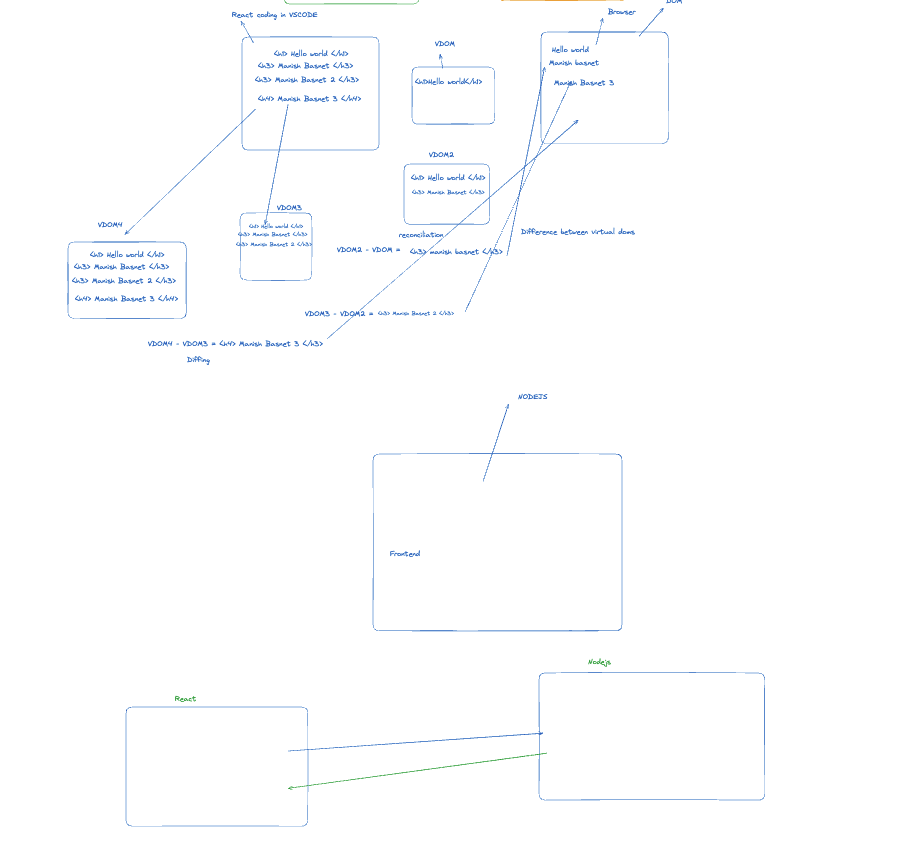 DOM
Browser
React coding in VSCODE
<h1> Hello world </h1>
<h3> Manish Basnet </h3>
<h3> Manish Basnet 2 </h3>
<h4> Manish Basnet 3 </h4>
VDOM
<h1>Hello world</h1>
Hello world
Manish basnet
Manish Basnet 3
VDOM2
<h1> Hello world </h1>
<h3> Manish Basnet </h3>
VDOM3
<h1> Hello world </h1>
<h3> Manish Basnet </h3>
<h3> Manish Basnet 2 </h3>
VDOM4
<h1> Hello world </h1>
<h3> Manish Basnet </h3>
<h3> Manish Basnet 2 </h3>
<h4> Manish Basnet 3 </h4>
reconciliation
Difference between virtual doms
VDOM2 - VDOM = <h3> manish basnet </h3>
VDOM3 - VDOM2 = <h3> Manish Basnet 2 </h3>
VDOM4 - VDOM3 = <h4> Manish Basnet 3 </h3>
Diffing
NODEJS
Frontend
Nodejs
React